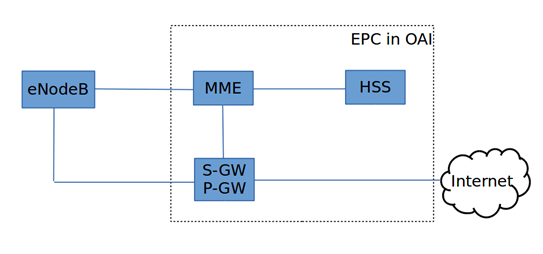 EPC in OAI
eNodeB
MME
HSS
S-GW
P-GW
Internet